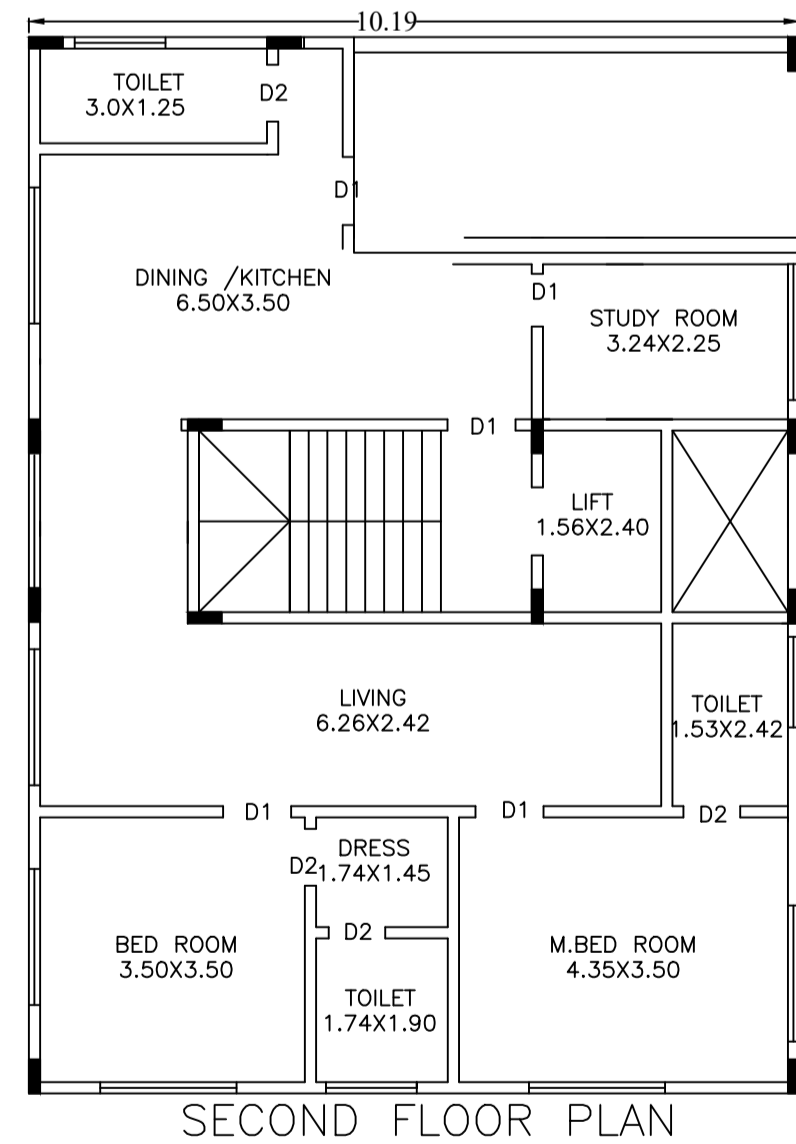 10.19
TOILET
3.0X1.25
D2
D1
DINING /KITCHEN
6.50X3.50
D1
STUDY ROOM
3.24X2.25
D1
LIFT
1.56X2.40
LIVING
6.26X2.42
TOILET
1.53X2.42
D1
D1
D2
DRESS
1.74X1.45
D2
D2
BED ROOM
3.50X3.50
M.BED ROOM
4.35X3.50
TOILET
1.74X1.90
SECOND FLOOR PLAN